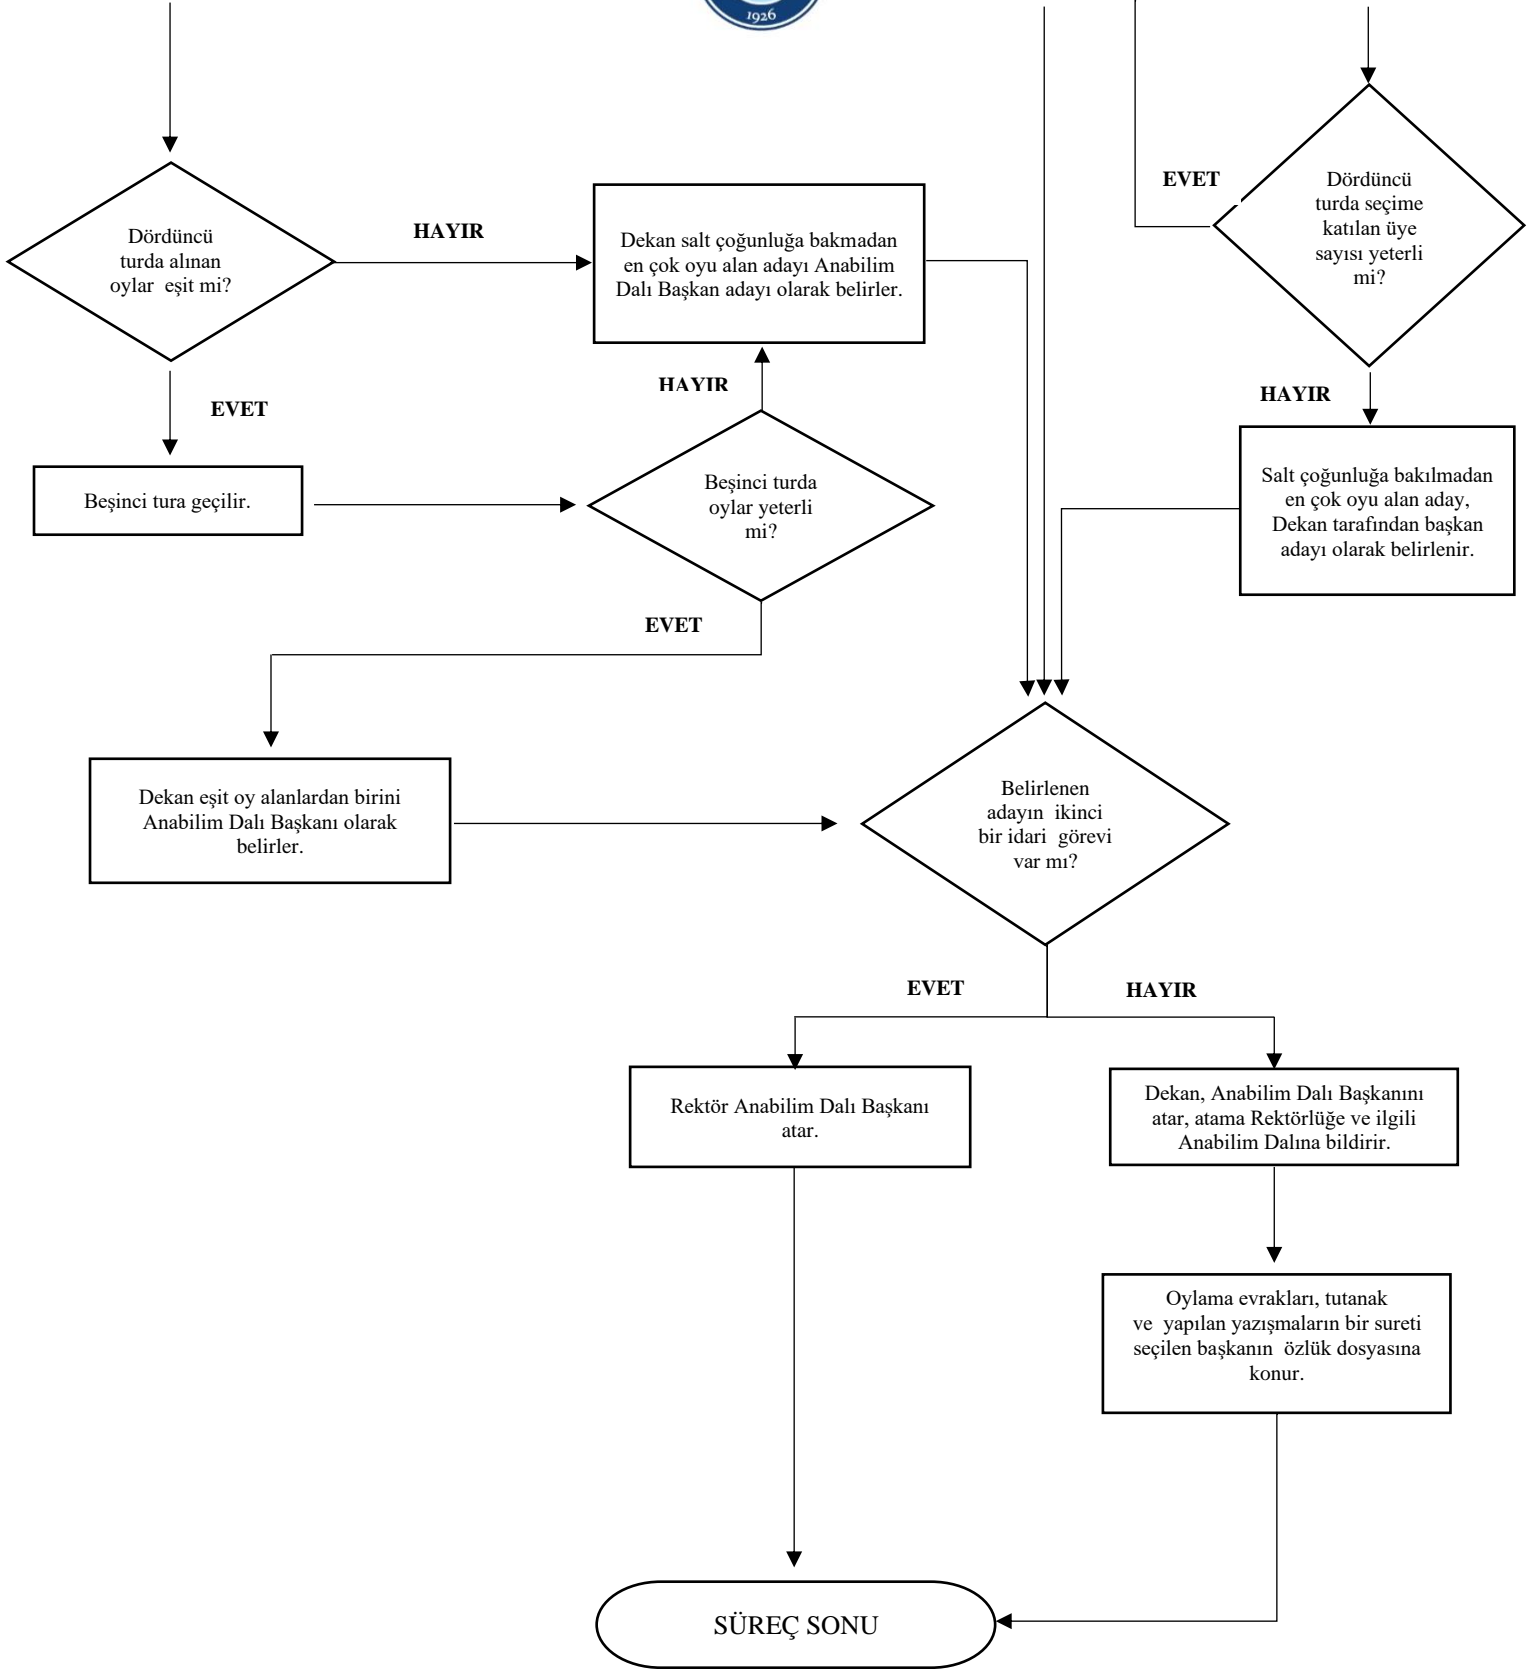 1926
EVET
Dördüncü
turda seçime
katılan üye
sayısı yeterli
mi?
Dördüncü
turda alınan
oylar eşit mi?
HAYIR
Dekan salt çoğunluğa bakmadan
en çok oyu alan adayı Anabilim
Dalı Başkan adayı olarak belirler.
HAYIR
EVET
HAYIR
Beşinci tura geçilir.
Beşinci turda
oylar yeterli
mi?
Salt çoğunluğa bakılmadan
en çok oyu alan aday,
Dekan tarafından başkan
adayı olarak belirlenir.
EVET
Dekan eşit oy alanlardan birini
Anabilim Dalı Başkanı olarak
belirler.
Belirlenen
adayın ikinci
bir idari görevi
var mı?
EVET
HAYIR
Rektör Anabilim Dalı Başkanı
atar.
Dekan, Anabilim Dalı Başkanını
atar, atama Rektörlüğe ve ilgili
Anabilim Dalına bildirir.
Oylama evrakları, tutanak
ve yapılan yazışmaların bir sureti
seçilen başkanın özlük dosyasına
konur.
SÜREÇ SONU